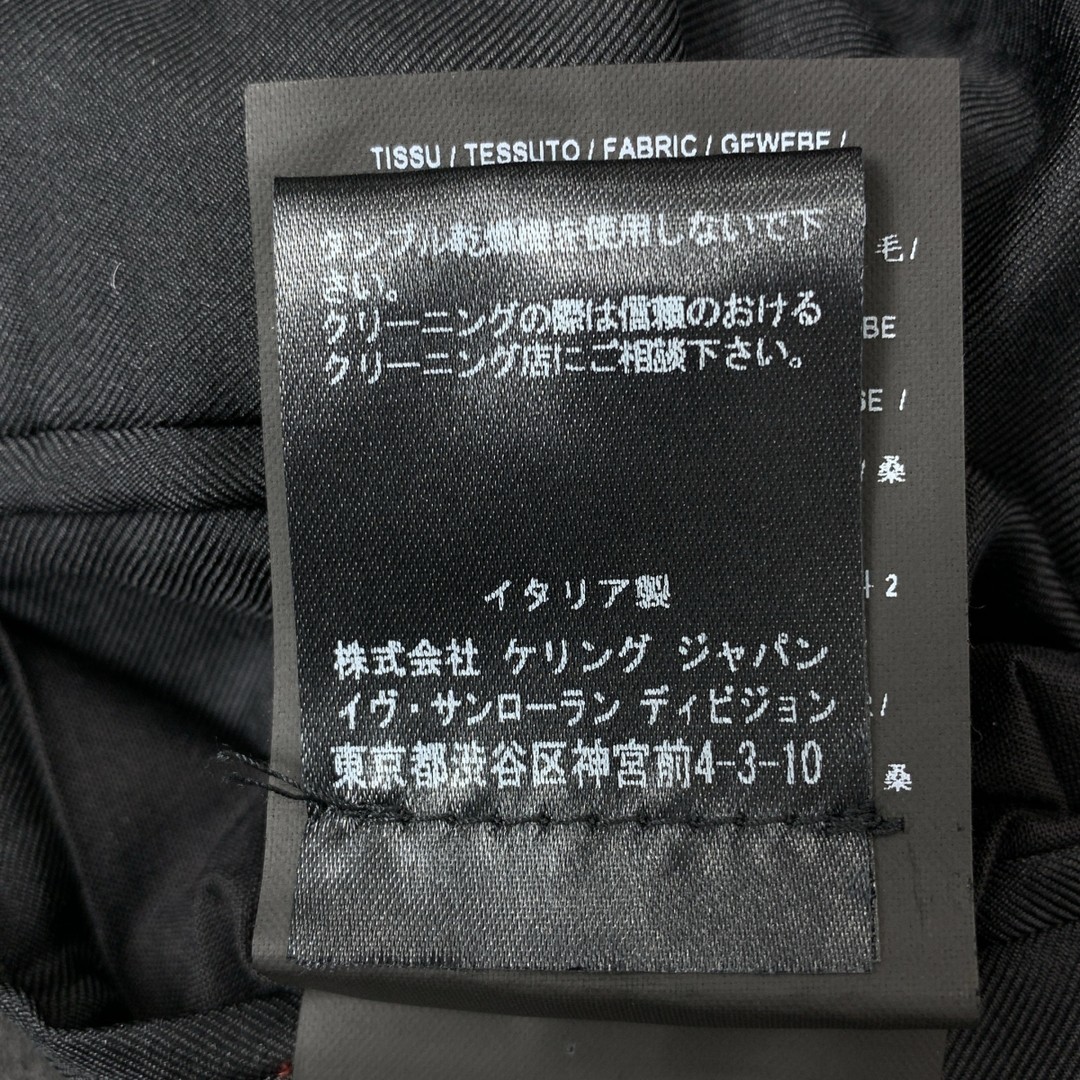 TISSU / TESSUTO / FABRIC / GEWEBE /
タンブル乾燥機を使用しないで下
さい。
クリーニングの際は信頼のおける
クリーニング店にご相談下さい。
毛 /
BE
SE /
/ 桑
2
イタリア製
株式会社 ケリング ジャパン
イヴ・サンローラン ディビジョン
東京都渋谷区神宮前4-3-10
/
桑